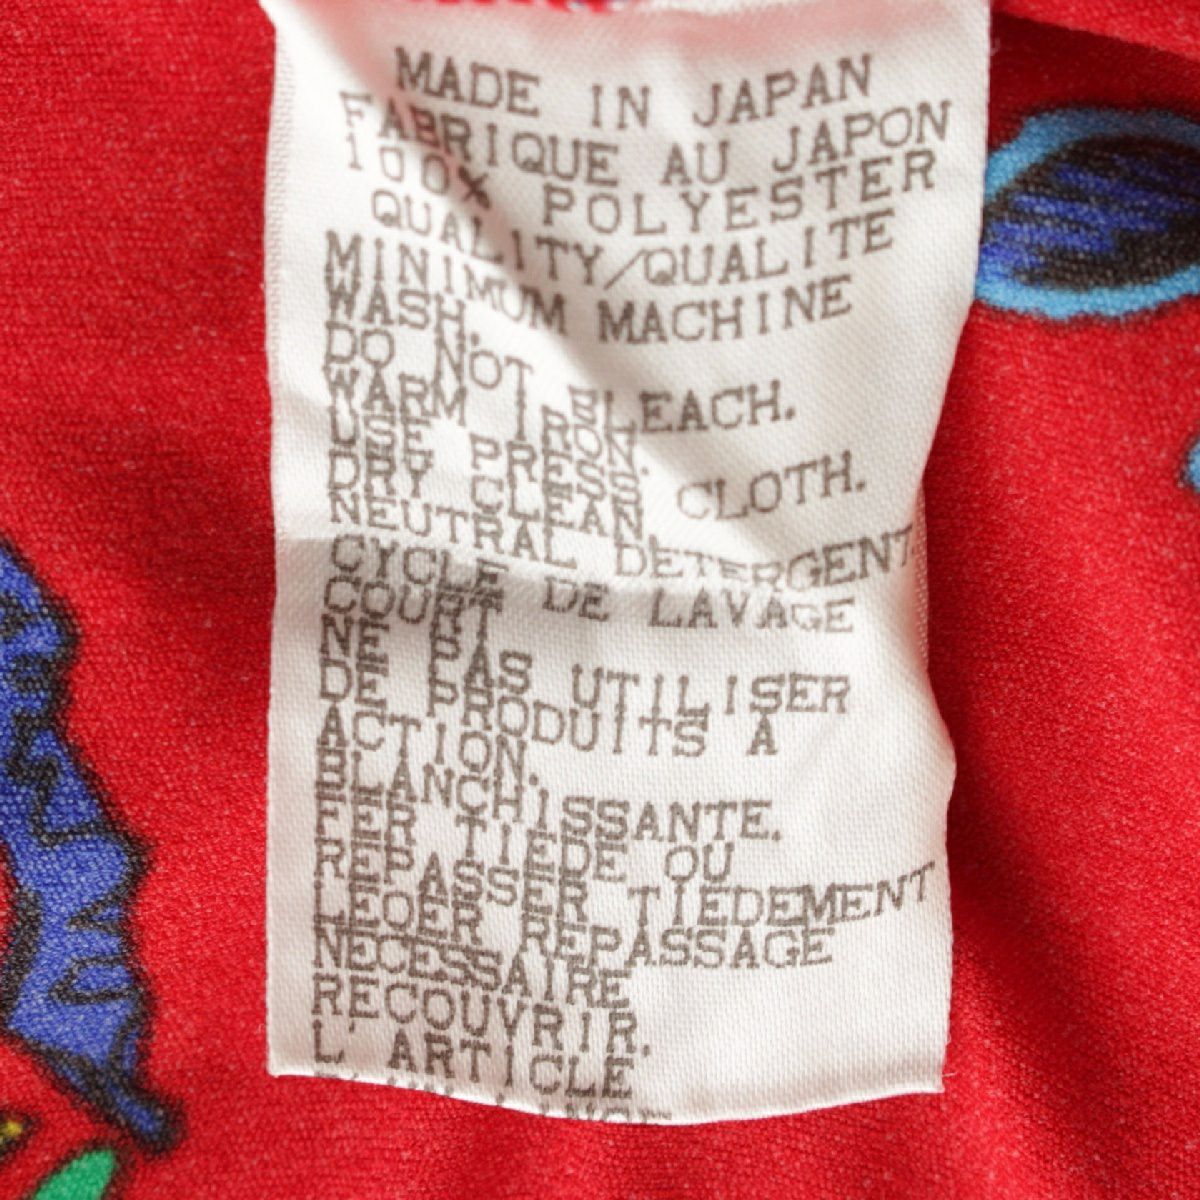 MADE IN JAPAN
FABRIQUE AU JAPON
100% POLYESTER
QUALITY/QUALITE
MINIMUM MACHINE
WASH.
DO NOT BLEACH.
WARM IRON.
USE PRESS CLOTH.
DRY CLEAN.
NEUTRAL DETERGENT
CYCLE DE LAVAGE
COURT
NE PAS UTILISER
DE PRODUITS A
ACTION.
BLANCHISSANTE.
FER TIEDE OU
REPASSER TIEDEMENT
LEOER REPASSAGE
NECESSAIRE
RECOUVRIR.
L'ARTICLE